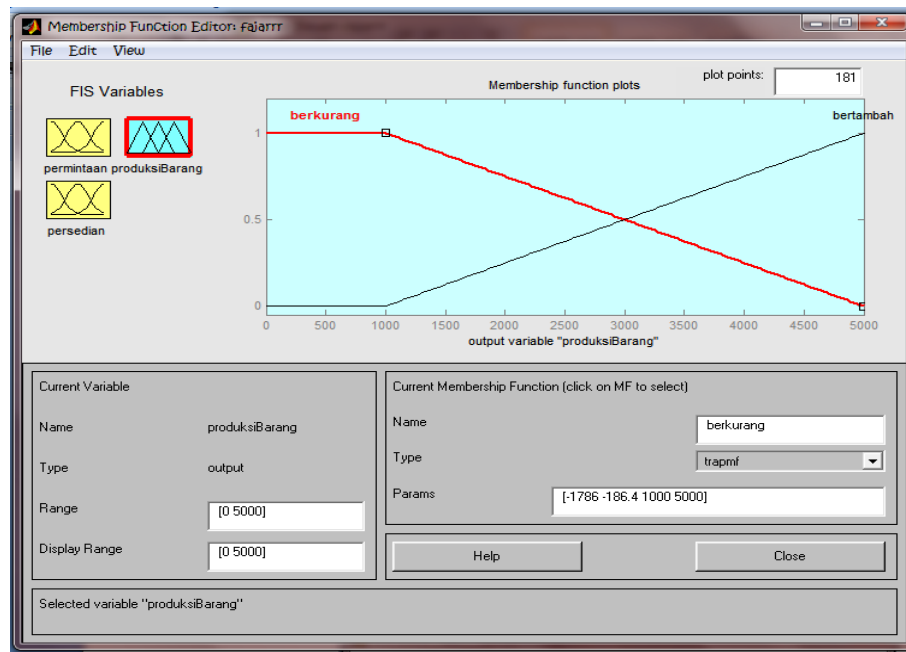 Membership Function Editor: fajarrr
File Edit View
FIS Variables
permintaan produksiBarang
persedian
Membership function plots
plot points: 181
berkurang
bertambah
1
0.5
0
0 500 1000 1500 2000 2500 3000 3500 4000 4500 5000
output variable "produksiBarang"
Current Variable
Name produksiBarang
Type output
Range [0 5000]
Display Range [0 5000]
Current Membership Function (click on MF to select)
Name berkurang
Type trapmf
Params [-1786 -186.4 1000 5000]
Help Close
Selected variable "produksiBarang"